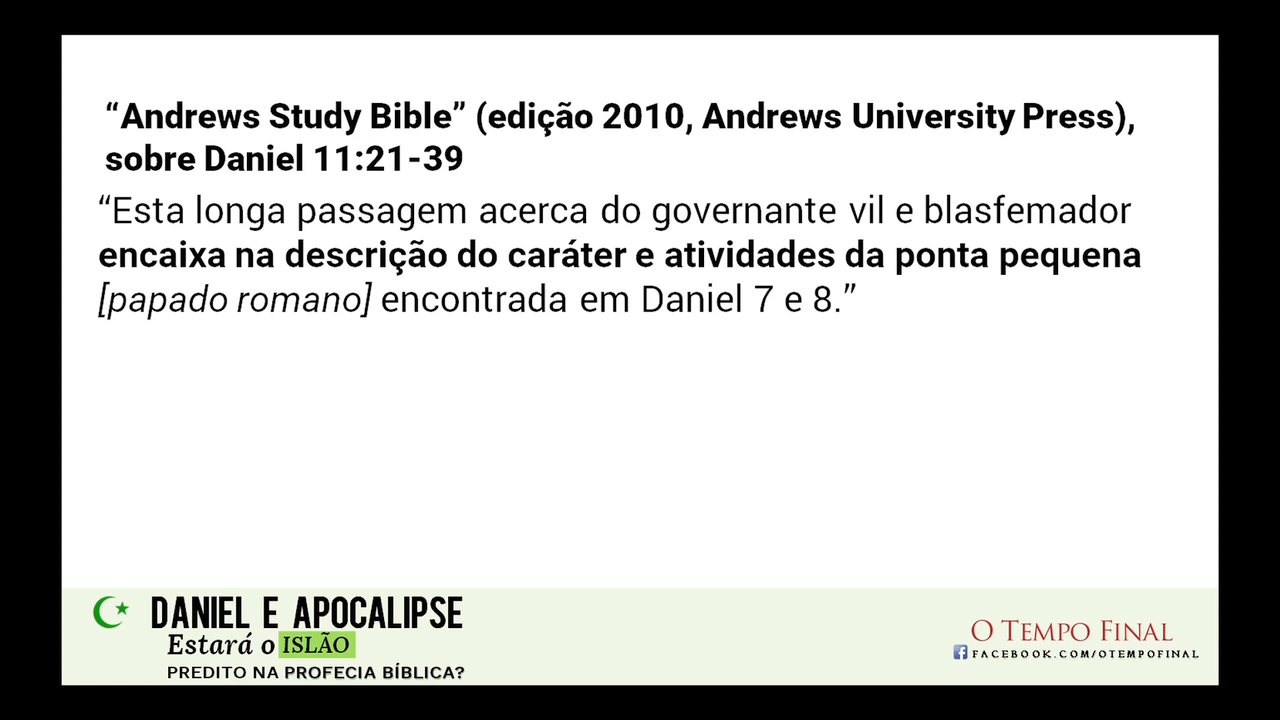 “Andrews Study Bible” (edição 2010, Andrews University Press),
sobre Daniel 11:21-39
“Esta longa passagem acerca do governante vil e blasfemador
encaixa na descrição do caráter e atividades da ponta pequena
[papado romano] encontrada em Daniel 7 e 8.”
DANIEL E APOCALIPSE
Estará o ISLÃO
PREDITO NA PROFECIA BÍBLICA?
O TEMPO FINAL
FACEBOOK.COM/OTEMPOFINAL